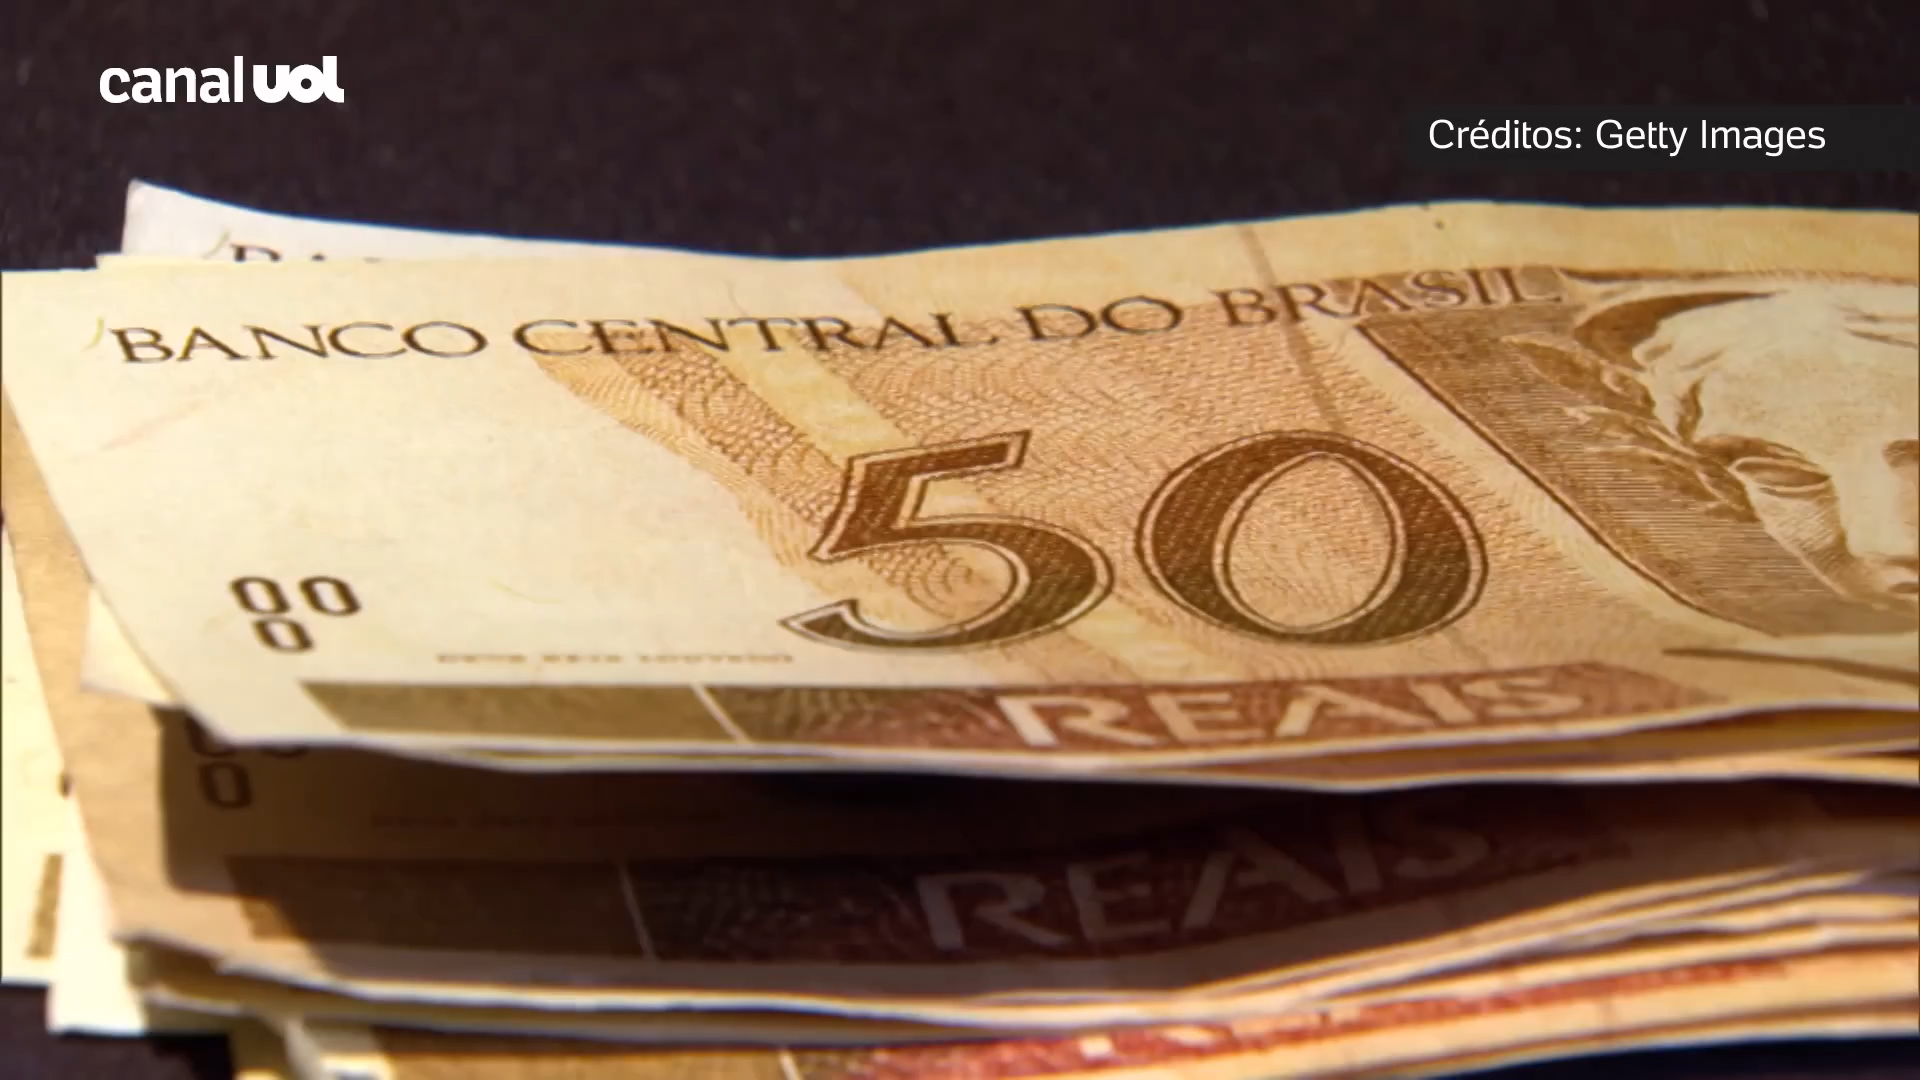 canal uol
Créditos: Getty Images
BANCO CENTRAL DO BRASIL
50
REAIS
REAIS